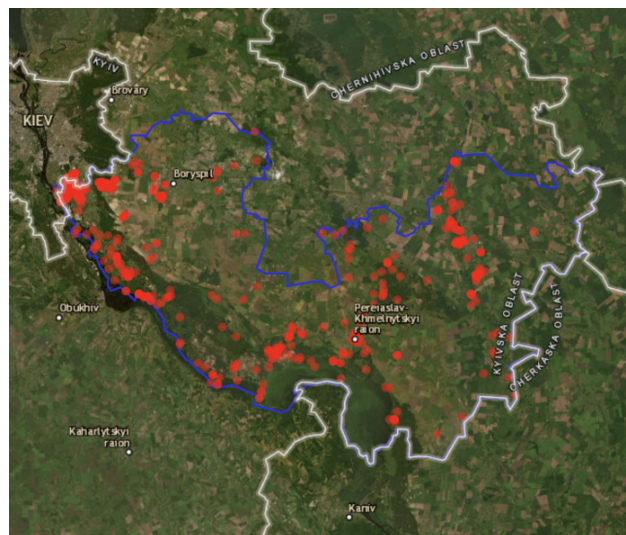 CHERNIHIVSKA OBLAST
KYIV
Brovary
KIEV
Boryspil
Obukhiv
Pereiaslav-
Khmelnytskyi
raion
KYIVSKA OBLAST
CHERKASKA OBLAST
Kaharlytskyi
raion
Kaniv